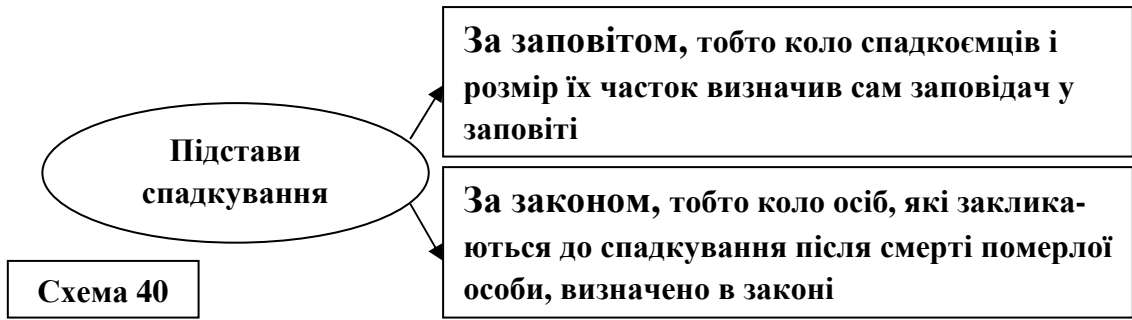 За заповітом, тобто коло спадкоємців і
розмір їх часток визначив сам заповідач у
заповіті
Підстави
спадкування
За законом, тобто коло осіб, які заклика-
ються до спадкування після смерті померлої
особи, визначено в законі
Схема 40